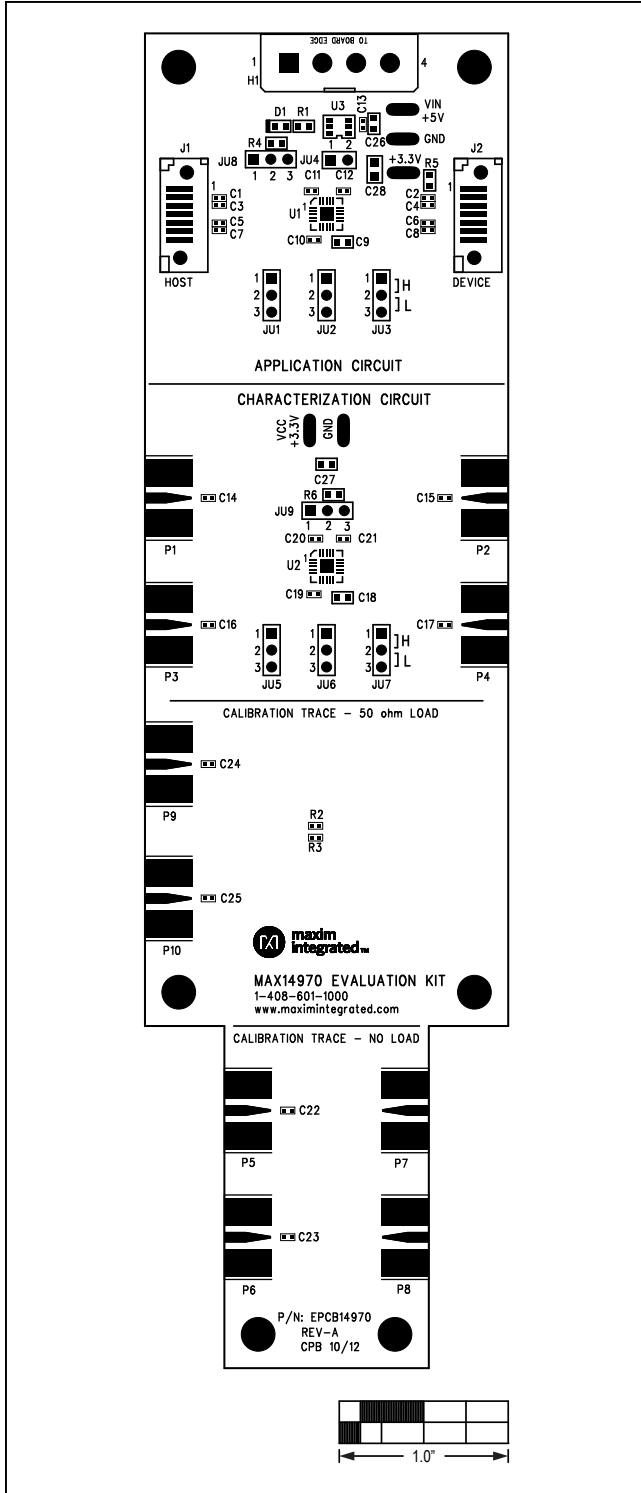 TO BOARD EDGE
1 4
H1
D1 R1 U3 C13 VIN
+5V
C26 GND
J1 J2
R4 1 2 +3.3V R5
JU8 JU4
1 2 3 C11 C12 C28
1 1
C1 C2
C3 C4
C5 C6
C7 C8
U1 1
C10 C9
HOST DEVICE
1 1 1 H
2 2 2
3 3 3 L
JU1 JU2 JU3
APPLICATION CIRCUIT
CHARACTERIZATION CIRCUIT
VCC
+3.3V
GND
C27
C14 R6 C15
JU9
1 2 3
C20 C21
P1 P2
U2 1
C19 C18
C16 C17
1 1 1 H
2 2 2
3 3 3 L
P3 JU5 JU6 JU7 P4
CALIBRATION TRACE - 50 ohm LOAD
C24
P9
R2
R3
C25
maxim
integrated™
P10
MAX14970 EVALUATION KIT
1-408-601-1000
www.maximintegrated.com
CALIBRATION TRACE - NO LOAD
C22
P5 P7
C23
P6 P8
P/N: EPCB14970
REV-A
CPB 10/12
1.0"